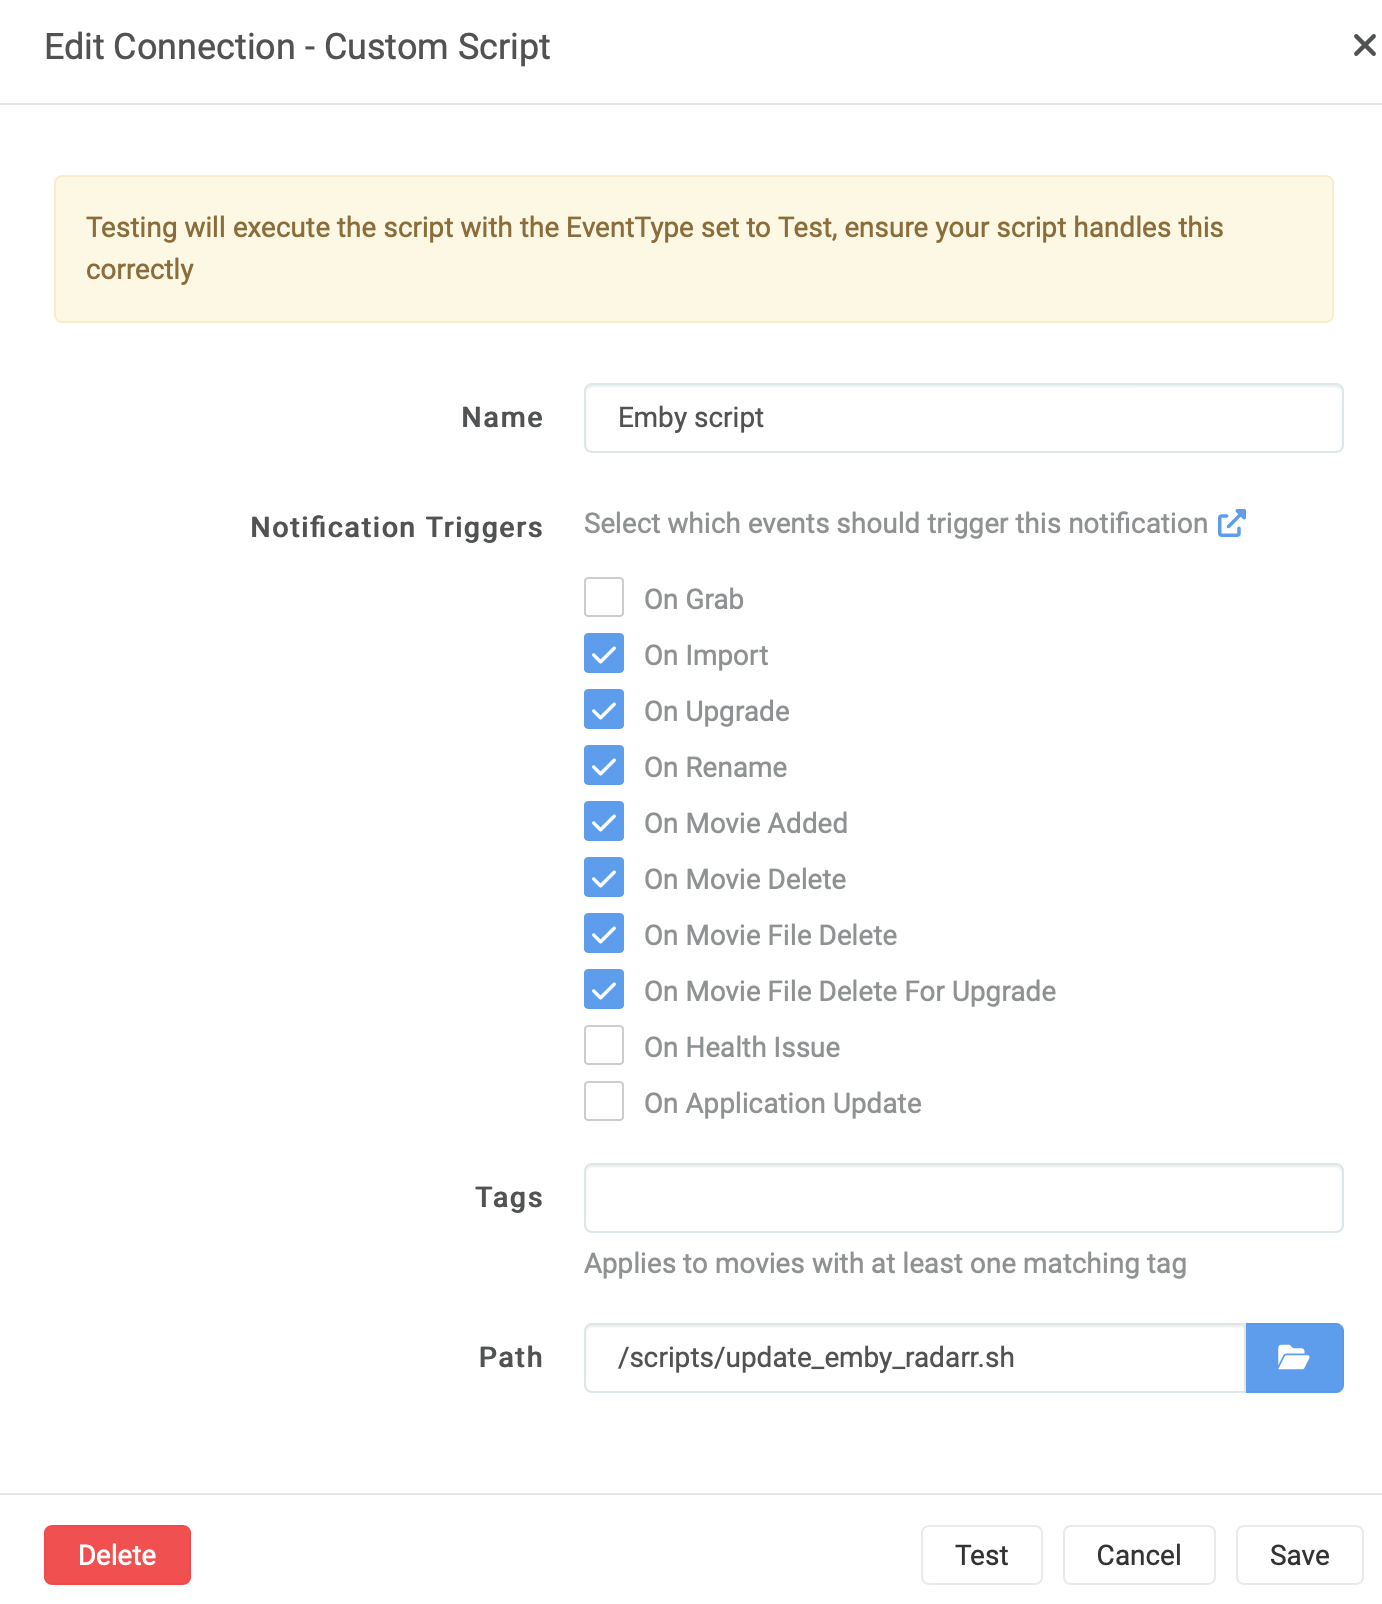 Edit Connection - Custom Script
Testing will execute the script with the EventType set to Test, ensure your script handles this
correctly
Name
Emby script
Notification Triggers
Select which events should trigger this notification
On Grab
On Import
On Upgrade
On Rename
On Movie Added
On Movie Delete
On Movie File Delete
On Movie File Delete For Upgrade
On Health Issue
On Application Update
Tags
Applies to movies with at least one matching tag
Path
/scripts/update_emby_radarr.sh
Delete
Test
Cancel
Save